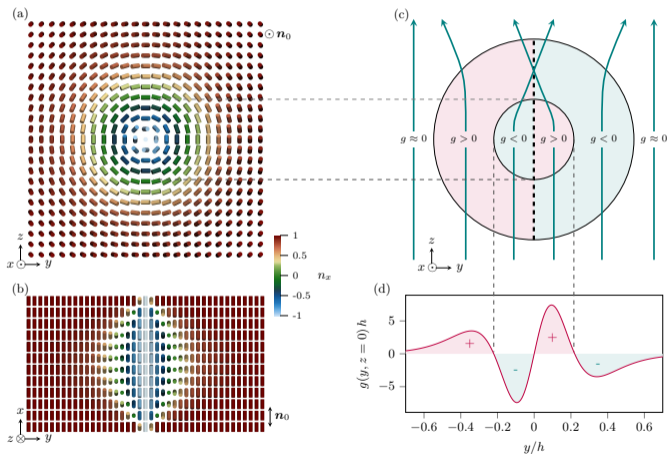 (a)
n₀
z
x
y
1
0.5
0
-0.5
-1
nₓ
(b)
x
z
y
n₀
(c)
g ≈ 0
g > 0
g < 0
g > 0
g < 0
g ≈ 0
z
x
y
(d)
g(y, z = 0) h
5
0
−5
+
-
+
-
−0.6
−0.4
−0.2
0
0.2
0.4
0.6
y/h